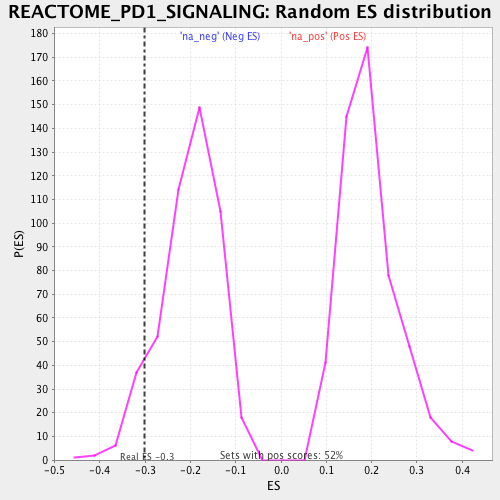 REACTOME_PD1_SIGNALING: Random ES distribution
'na_neg' (Neg ES)
'na_pos' (Pos ES)
180
170
160
150
140
130
120
110
100
90
80
70
60
50
40
30
20
10
0
P(ES)
Real ES -0.3
Sets with pos scores: 52%
-0.5 -0.4 -0.3 -0.2 -0.1 0.0 0.1 0.2 0.3 0.4
ES